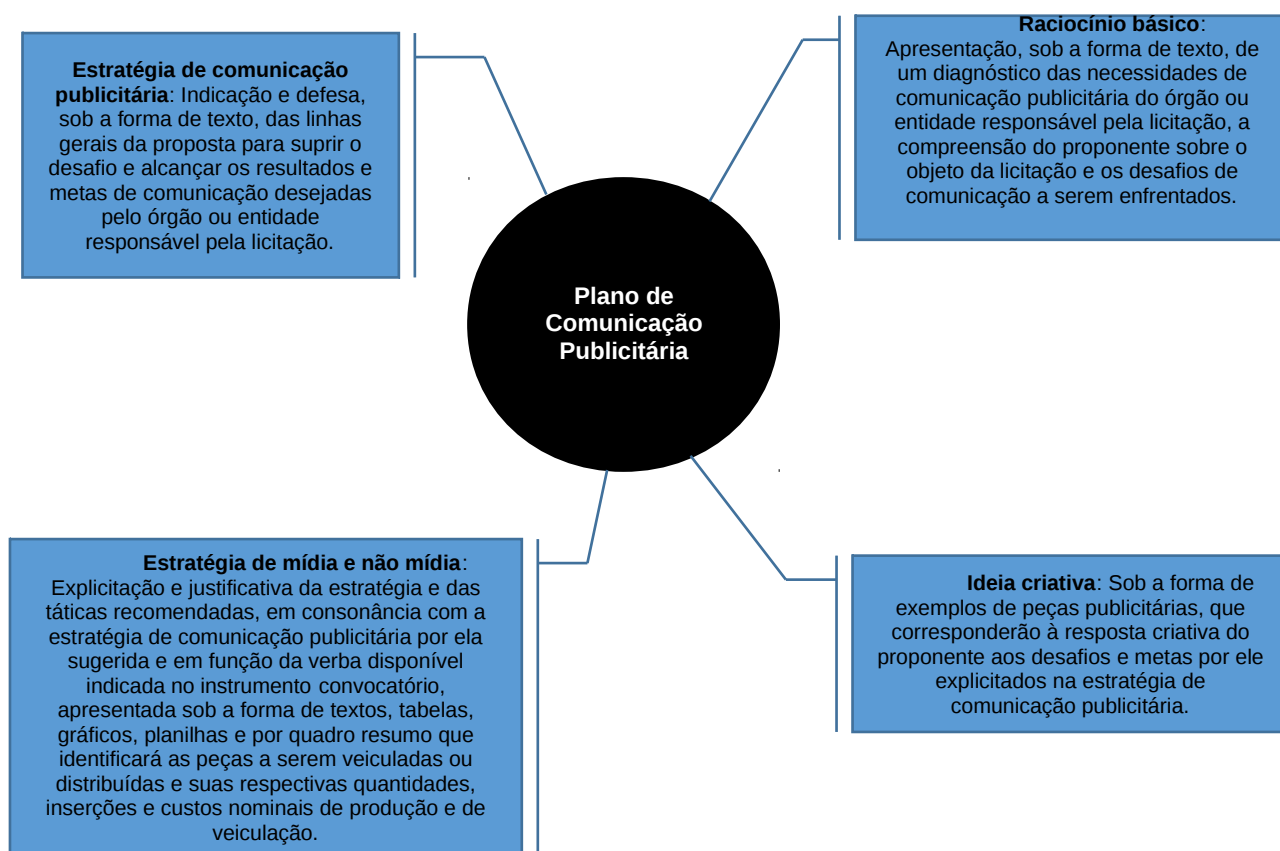 Estratégia de comunicação
publicitária: Indicação e defesa,
sob a forma de texto, das linhas
gerais da proposta para suprir o
desafio e alcançar os resultados e
metas de comunicação desejadas
pelo órgão ou entidade
responsável pela licitação.
Raciocínio básico:
Apresentação, sob a forma de texto, de
um diagnóstico das necessidades de
comunicação publicitária do órgão ou
entidade responsável pela licitação, a
compreensão do proponente sobre o
objeto da licitação e os desafios de
comunicação a serem enfrentados.
Plano de
Comunicação
Publicitária
Estratégia de mídia e não mídia:
Explicitação e justificativa da estratégia e das
táticas recomendadas, em consonância com a
estratégia de comunicação publicitária por ela
sugerida e em função da verba disponível
indicada no instrumento convocatório,
apresentada sob a forma de textos, tabelas,
gráficos, planilhas e por quadro resumo que
identificará as peças a serem veiculadas ou
distribuídas e suas respectivas quantidades,
inserções e custos nominais de produção e de
veiculação.
Ideia criativa: Sob a forma de
exemplos de peças publicitárias, que
corresponderão à resposta criativa do
proponente aos desafios e metas por ele
explicitados na estratégia de
comunicação publicitária.